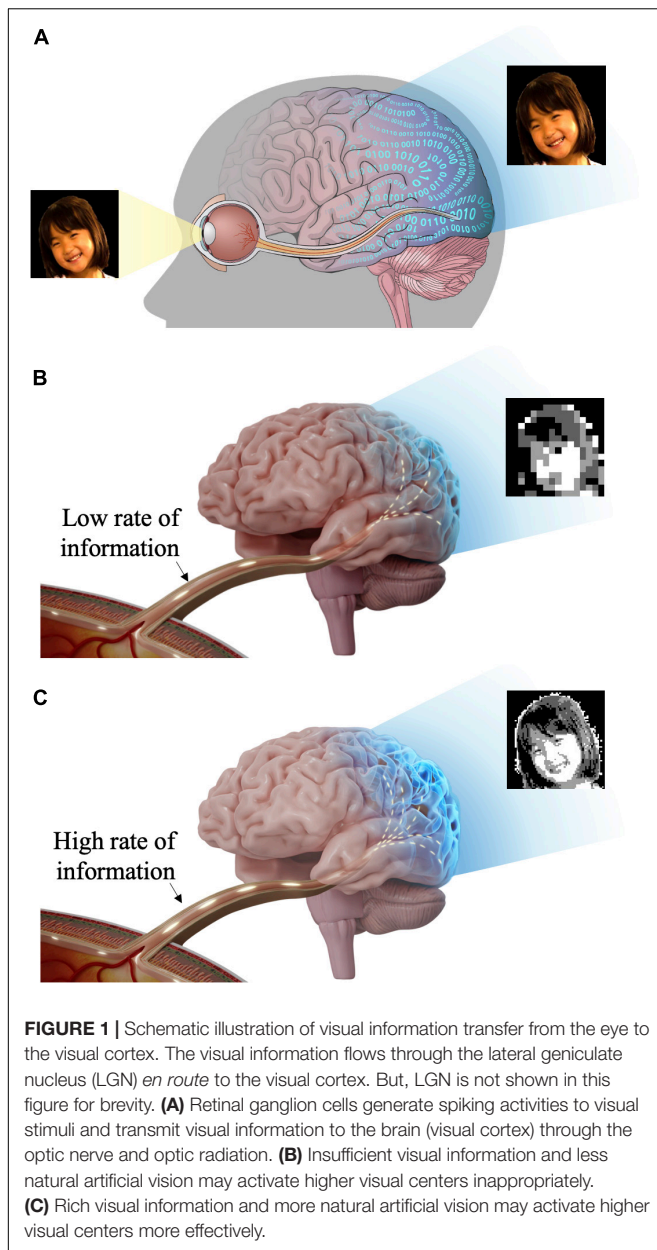 A
B
Low rate of
information
C
High rate of
information
FIGURE 1 | Schematic illustration of visual information transfer from the eye to
the visual cortex. The visual information flows through the lateral geniculate
nucleus (LGN) en route to the visual cortex. But, LGN is not shown in this
figure for brevity. (A) Retinal ganglion cells generate spiking activities to visual
stimuli and transmit visual information to the brain (visual cortex) through the
optic nerve and optic radiation. (B) Insufficient visual information and less
natural artificial vision may activate higher visual centers inappropriately.
(C) Rich visual information and more natural artificial vision may activate higher
visual centers more effectively.